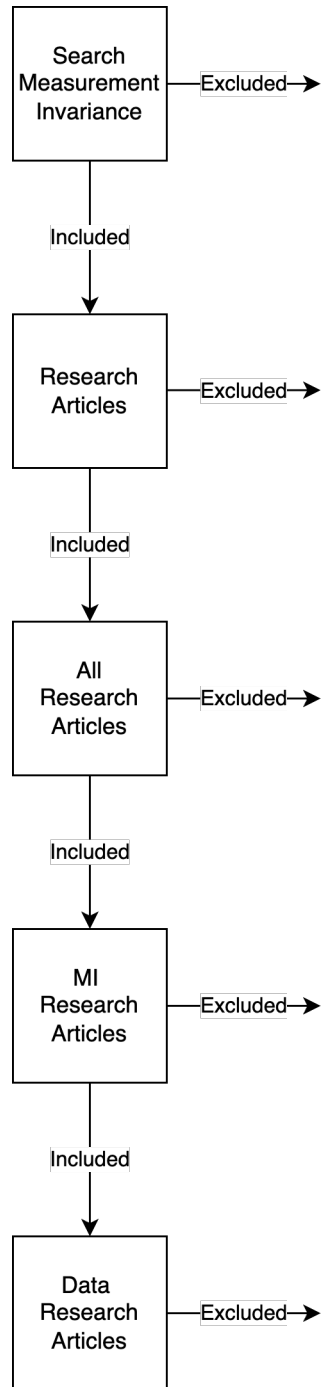 Search
Measurement
Invariance
Excluded
Included
Research
Articles
Excluded
Included
All
Research
Articles
Excluded
Included
MI
Research
Articles
Excluded
Included
Data
Research
Articles
Excluded